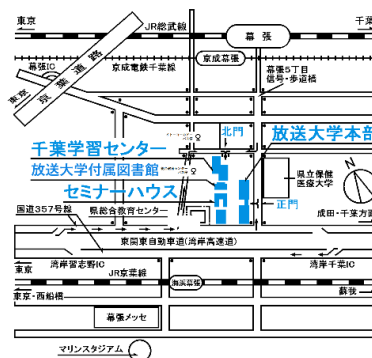 東京
JR総武線
幕張
千葉
幕張IC
京成電鉄千葉線
京成幕張
京葉道路
東京
幕張5丁目
信号・歩道橋
北門
放送大学本部
千葉学習センター
放送大学付属図書館
セミナーハウス
県立保健
医療大学
国道357号線
県総合教育センター
正門
成田・千葉方面
東関東自動車道(湾岸高速道)
東京
湾岸習志野IC
湾岸千葉IC
JR京葉線
海浜幕張
東京・西船橋
蘇我
幕張メッセ
マリンスタジアム